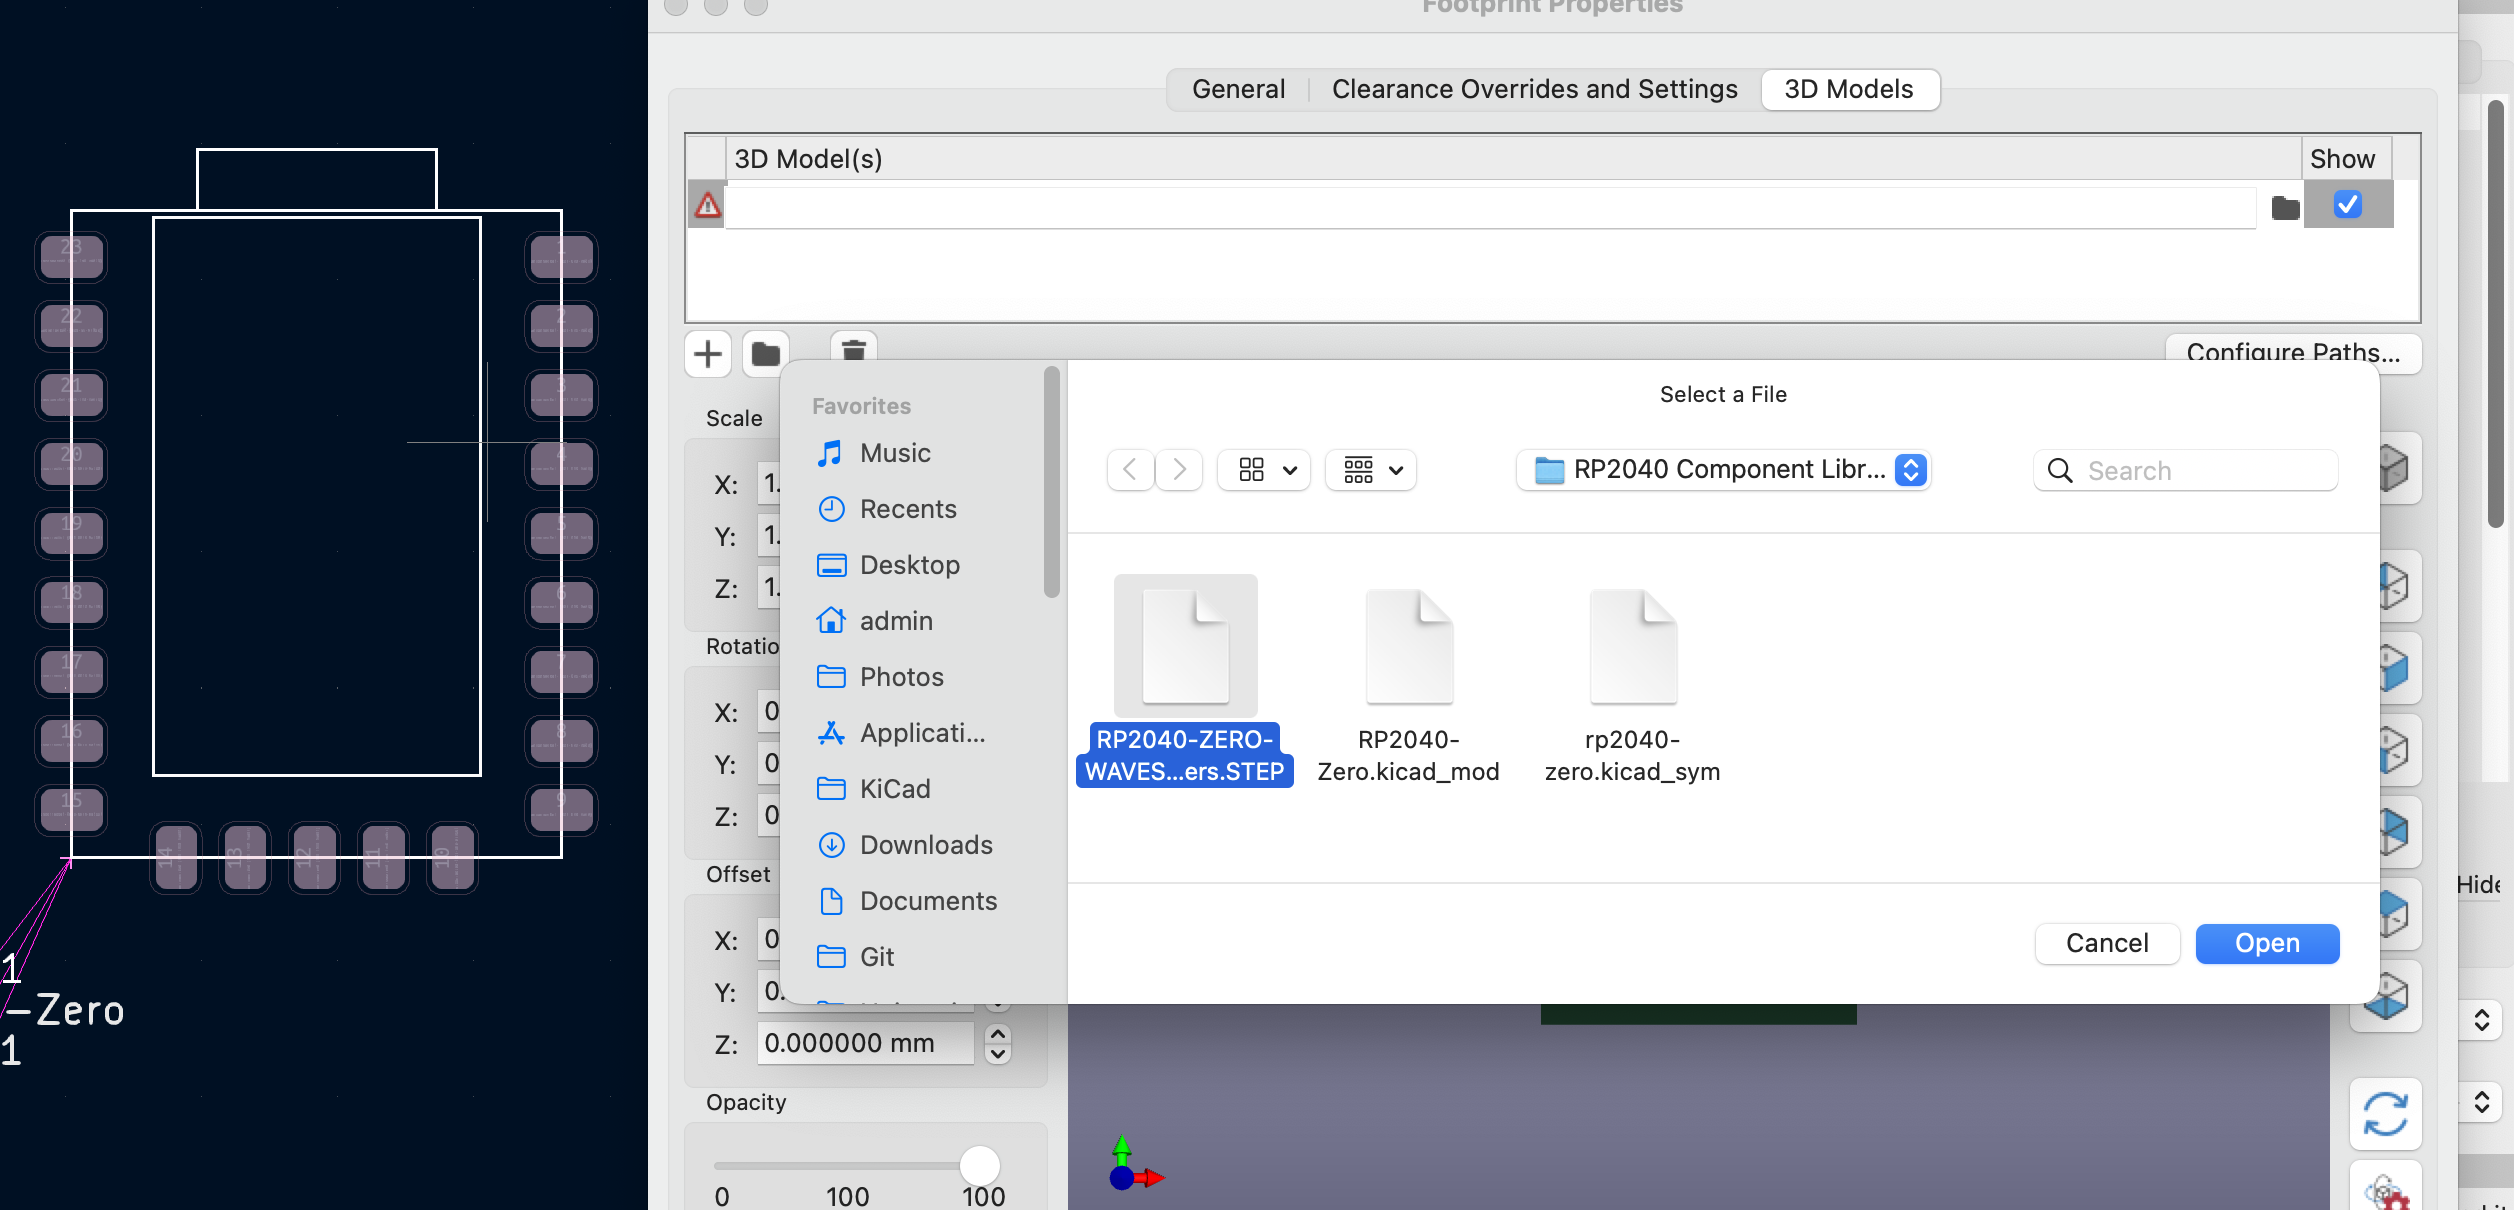 Footprint Properties
General
Clearance Overrides and Settings
3D Models
3D Model(s)
Show
Configure Paths...
Select a File
Favorites
Music
Recents
Desktop
admin
Photos
Applicati...
KiCad
Downloads
Documents
Git
RP2040 Component Libr...
Search
RP2040-ZERO-
WAVES...ers.STEP
RP2040-
Zero.kicad_mod
rp2040-
zero.kicad_sym
Cancel
Open
Scale
X: 1.
Y: 1.
Z: 1.
Rotatio
X: 0
Y: 0
Z: 0
Offset
X: 0
Y: 0.
Z: 0.000000 mm
Opacity
0 100 100
Hide
23 1
22 2
21 3
20 4
19 5
18 6
17 7
16 8
15 9
14 13 12 11 10
1
-Zero
1